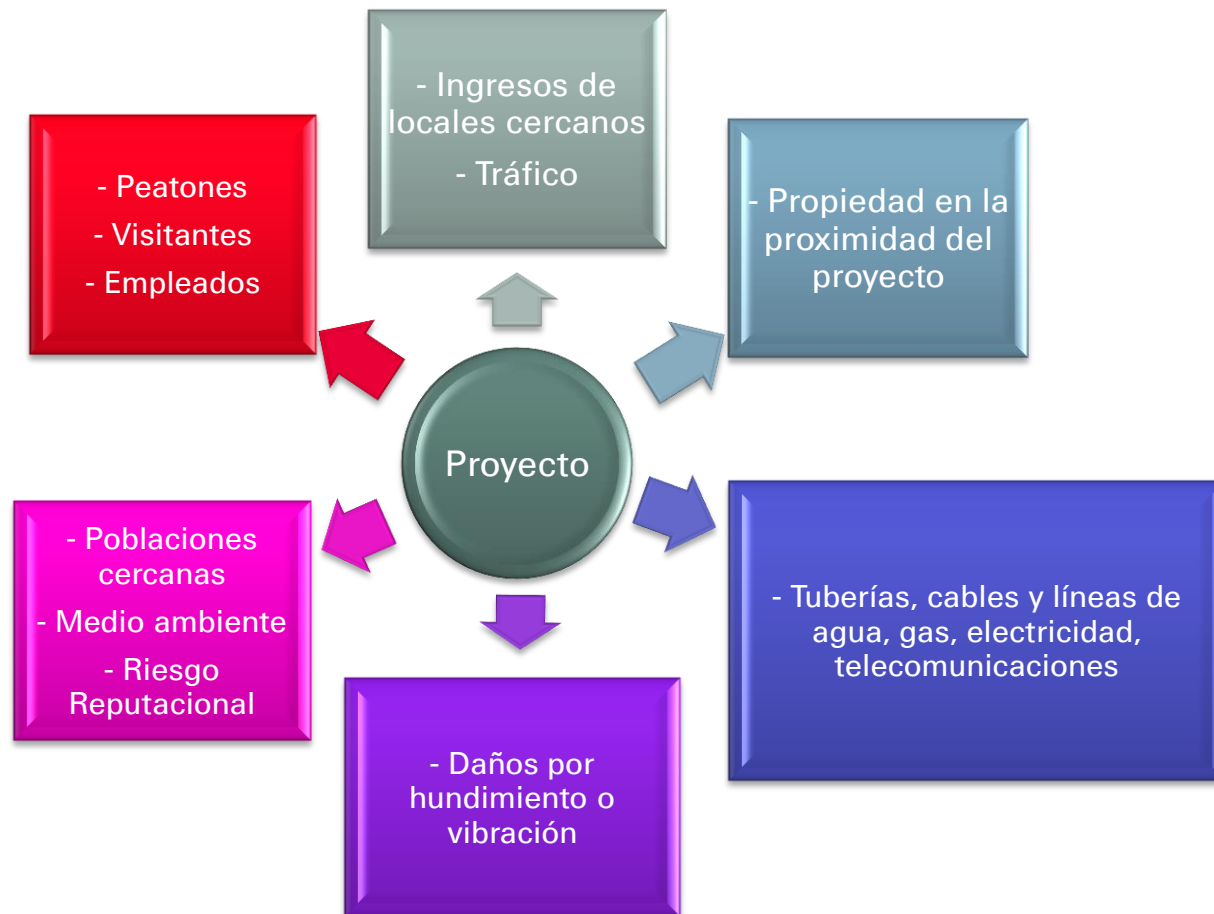 - Ingresos de
locales cercanos
- Tráfico
- Peatones
- Visitantes
- Empleados
- Propiedad en la
proximidad del
proyecto
Proyecto
- Poblaciones
cercanas
- Medio ambiente
- Riesgo
Reputacional
- Tuberías, cables y líneas de
agua, gas, electricidad,
telecomunicaciones
- Daños por
hundimiento o
vibración